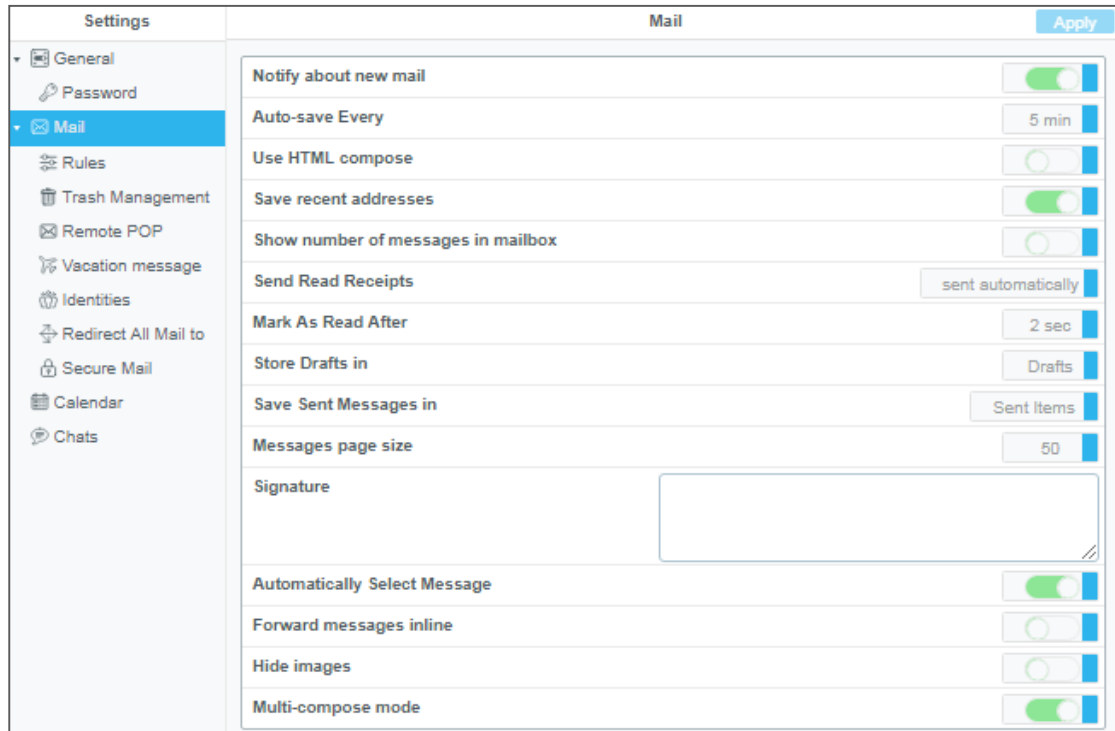 Settings
Mail
Apply
General
Password
Mail
Rules
Trash Management
Remote POP
Vacation message
Identities
Redirect All Mail to
Secure Mail
Calendar
Chats
Notify about new mail
Auto-save Every 5 min
Use HTML compose
Save recent addresses
Show number of messages in mailbox
Send Read Receipts sent automatically
Mark As Read After 2 sec
Store Drafts in Drafts
Save Sent Messages in Sent Items
Messages page size 50
Signature
Automatically Select Message
Forward messages inline
Hide images
Multi-compose mode